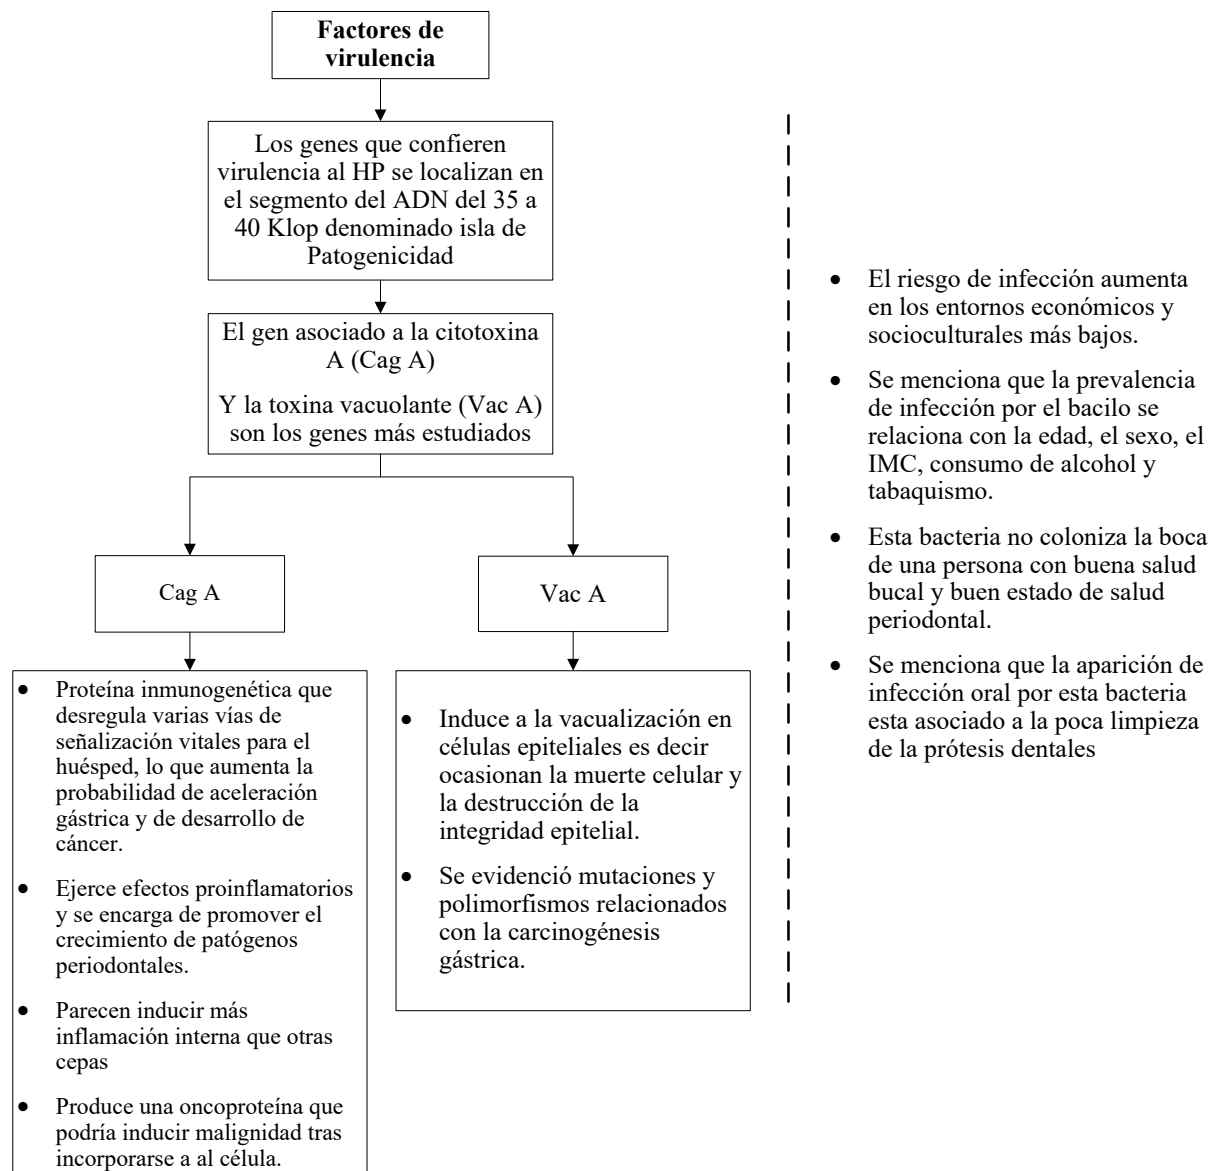 Factores de
virulencia
Los genes que confieren
virulencia al HP se localizan en
el segmento del ADN del 35 a
40 Klop denominado isla de
Patogenicidad
El gen asociado a la citotoxina
A (Cag A)
Y la toxina vacuolante (Vac A)
son los genes más estudiados
Cag A
• Proteína inmunogenética que
desregula varias vías de
señalización vitales para el
huésped, lo que aumenta la
probabilidad de aceleración
gástrica y de desarrollo de
cáncer.
• Ejerce efectos proinflamatorios
y se encarga de promover el
crecimiento de patógenos
periodontales.
• Parecen inducir más
inflamación interna que otras
cepas
• Produce una oncoproteína que
podría inducir malignidad tras
incorporarse a al célula.
Vac A
• Induce a la vacualización en
células epiteliales es decir
ocasionan la muerte celular y
la destrucción de la
integridad epitelial.
• Se evidenció mutaciones y
polimorfismos relacionados
con la carcinogénesis
gástrica.
• El riesgo de infección aumenta
en los entornos económicos y
socioculturales más bajos.
• Se menciona que la prevalencia
de infección por el bacilo se
relaciona con la edad, el sexo, el
IMC, consumo de alcohol y
tabaquismo.
• Esta bacteria no coloniza la boca
de una persona con buena salud
bucal y buen estado de salud
periodontal.
• Se menciona que la aparición de
infección oral por esta bacteria
esta asociado a la poca limpieza
de la prótesis dentales